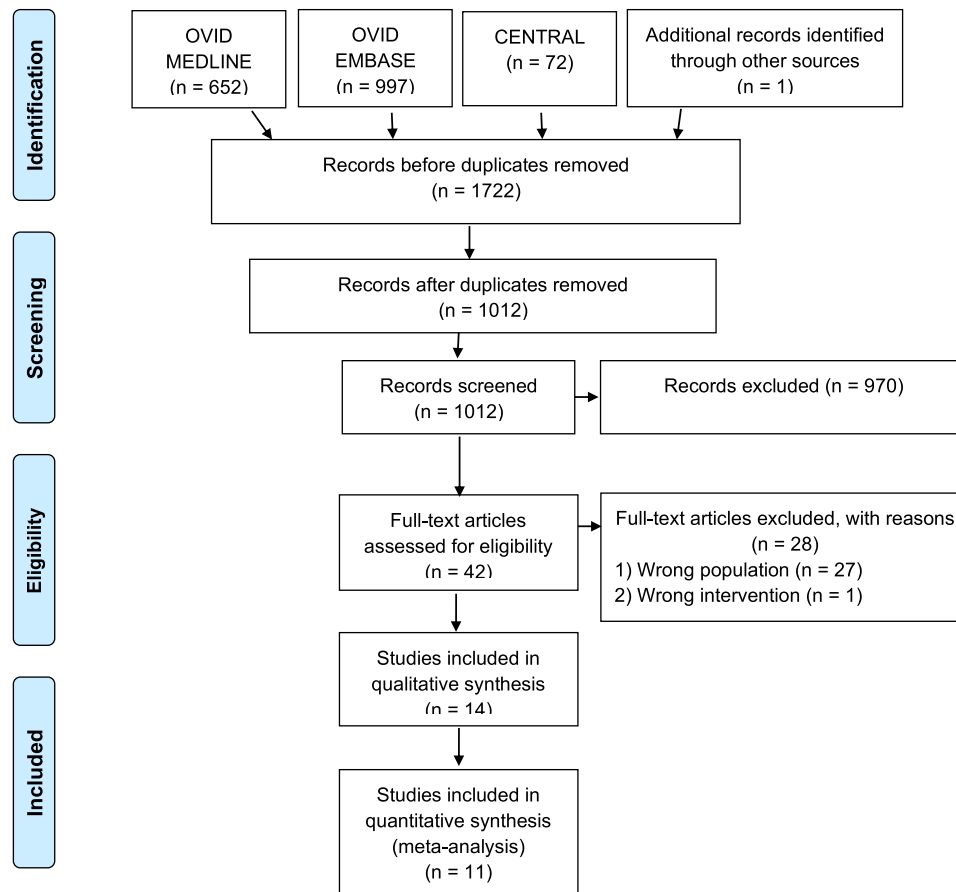 Identification
OVID
MEDLINE
(n = 652)
OVID
EMBASE
(n = 997)
CENTRAL
(n = 72)
Additional records identified
through other sources
(n = 1)
Records before duplicates removed
(n = 1722)
Screening
Records after duplicates removed
(n = 1012)
Records screened
(n = 1012)
Records excluded (n = 970)
Eligibility
Full-text articles
assessed for eligibility
(n = 42)
Full-text articles excluded, with reasons
(n = 28)
1) Wrong population (n = 27)
2) Wrong intervention (n = 1)
Included
Studies included in
qualitative synthesis
(n = 14)
Studies included in
quantitative synthesis
(meta-analysis)
(n = 11)